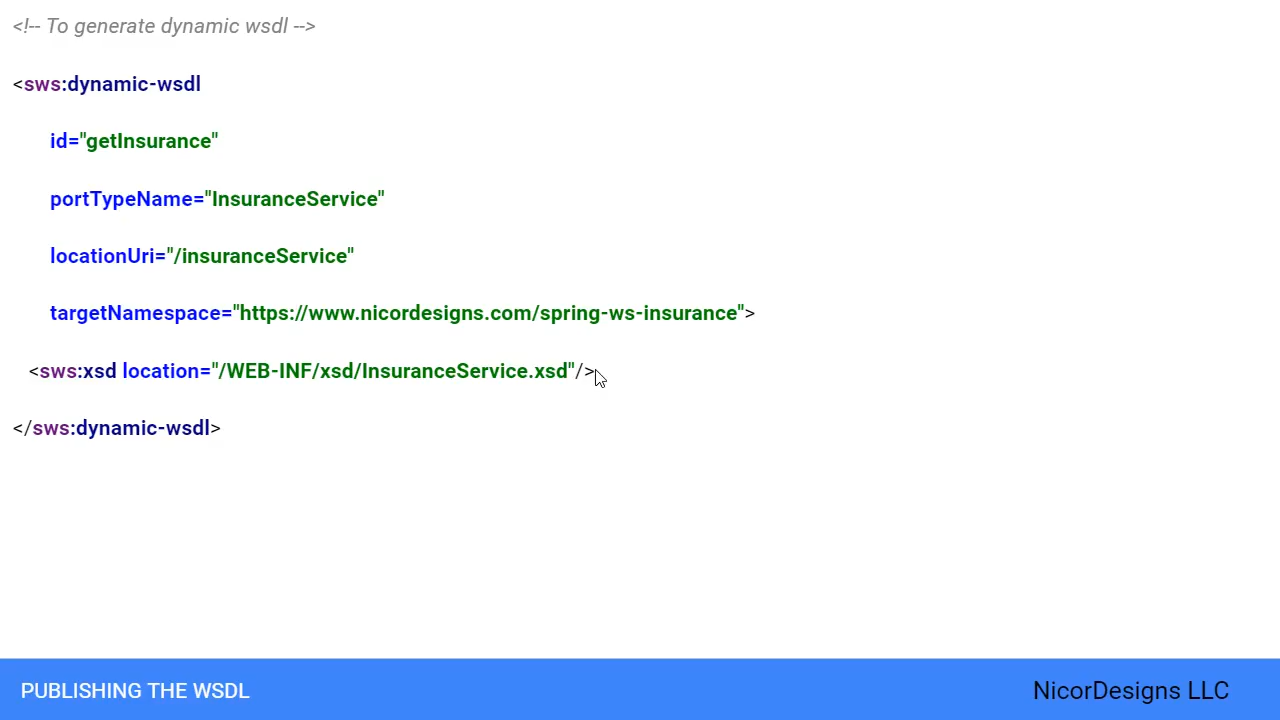 <!-- To generate dynamic wsdl -->
<sws:dynamic-wsdl
id="getInsurance"
portTypeName="InsuranceService"
locationUri="/insuranceService"
targetNamespace="https://www.nicordesigns.com/spring-ws-insurance">
<sws:xsd location="/WEB-INF/xsd/InsuranceService.xsd"/>
</sws:dynamic-wsdl>
PUBLISHING THE WSDL
NicorDesigns LLC